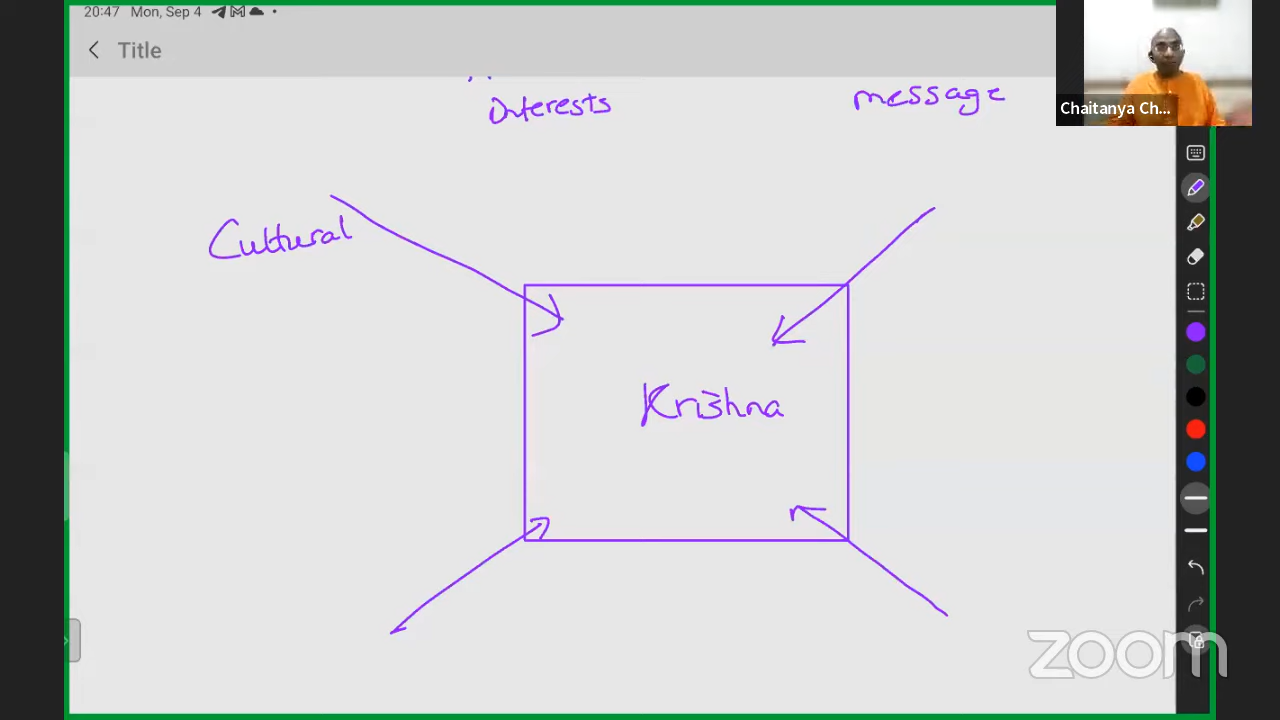 20:47 Mon, Sep 4
Title
Interests
message
Chaitanya Ch...
Cultural
Krishna
zoom